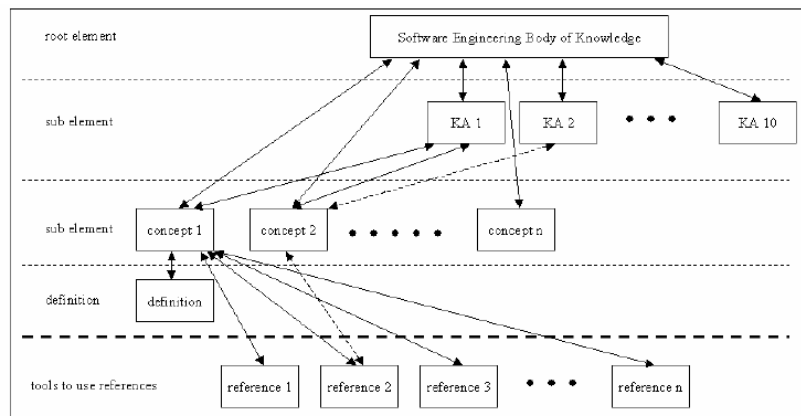 root element
Software Engineering Body of Knowledge
sub element
KA 1
KA 2
KA 10
sub element
concept 1
concept 2
concept n
definition
definition
tools to use references
reference 1
reference 2
reference 3
reference n